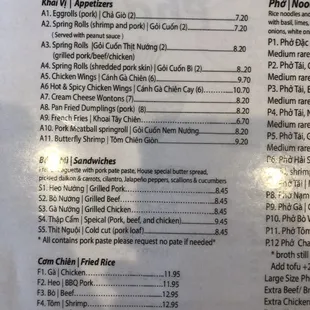 Khai Vị | Appetizers
A1. Eggrolls (pork) | Chả Giò (2) 7.20
A2. Spring Rolls (shrimp and pork) | Gỏi Cuốn (2) 7.20
( Served with peanut sauce )
A3. Spring Rolls | Gỏi Cuốn Thịt Nướng (2) 8.20
(grilled pork/beef/chicken)
A4. Spring Rolls (shredded pork skin) | Gỏi Cuốn Bì (2) 8.20
A5. Chicken Wings | Cánh Gà Chiên (6) 9.70
A6 Hot & Spicy Chicken Wings | Cánh Gà Chiên Cay (6) 9.70
A7. Cream Cheese Wontons (7) 8.20
A8. Pan Fried Dumplings (pork) (8) 8.20
A9. French Fries | Khoai Tây Chiên 6.70
A10. Pork Meatball springroll | Gỏi Cuốn Nem Nướng 8.20
A11. Butterfly Shrimp | Tôm Chiên Giòn 9.20
Mì | Sandwiches
baguette with pork pate paste, House special butter spread,
pickled daikon & carrots, cilantro, Jalapeño peppers, scallions & cucumbers
S1. Heo Nướng | Grilled Pork 8.45
S2. Bò Nướng | Grilled Beef 8.45
S3. Gà Nướng | Grilled Chicken 8.45
S4. Thập Cẩm | Speical (Pork, beef, and chicken) 9.45
S5. Thịt Nguội | Cold cut (pork loaf) 8.45
* All contains pork paste please request no pate if needed*
Cơm Chiên | Fried Rice
F1. Gà | Chicken 11.95
F2. Heo | BBQ Pork 11.95
F3. Bò | Beef 12.95
F4. Tôm | Shrimp 12.95
Phở | Noo
Rice noodles and
with basil, limes,
onions, white on
P1. Phở Đặc
Medium rare
P2. Phở Tái,
Medium rare
P3. Phở Tái, G
Medium rare
P4. Phở Tái, N
Medium rare
P5. Phở Tái,
P6. Phở Hải S
shrim
P7. Phở Tái
P8. Phở Nam
P9. Phở Gà | C
P10. Phở Bò V
P11. Phở Tôm
P.12 Phở Cha
* broth still
Add tofu +2
Large Size Ph
Extra Beef/ Br
Extra Chicken